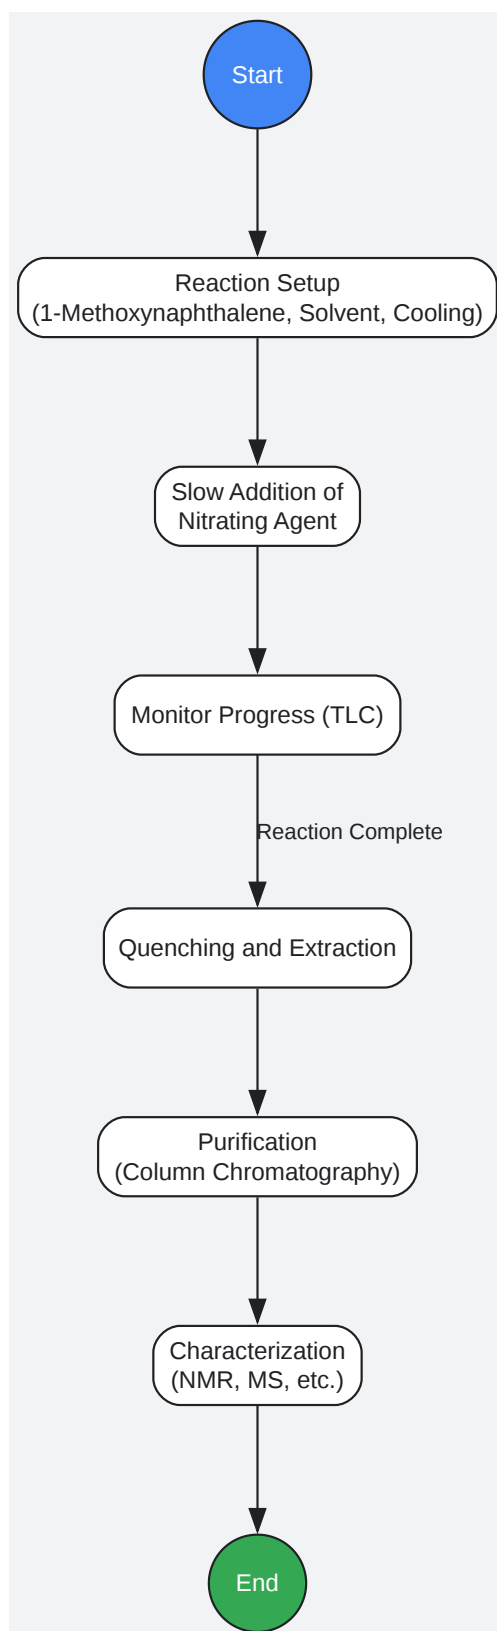 Start
Reaction Setup
(1-Methoxynaphthalene, Solvent, Cooling)
Slow Addition of
Nitrating Agent
Monitor Progress (TLC)
Reaction Complete
Quenching and Extraction
Purification
(Column Chromatography)
Characterization
(NMR, MS, etc.)
End